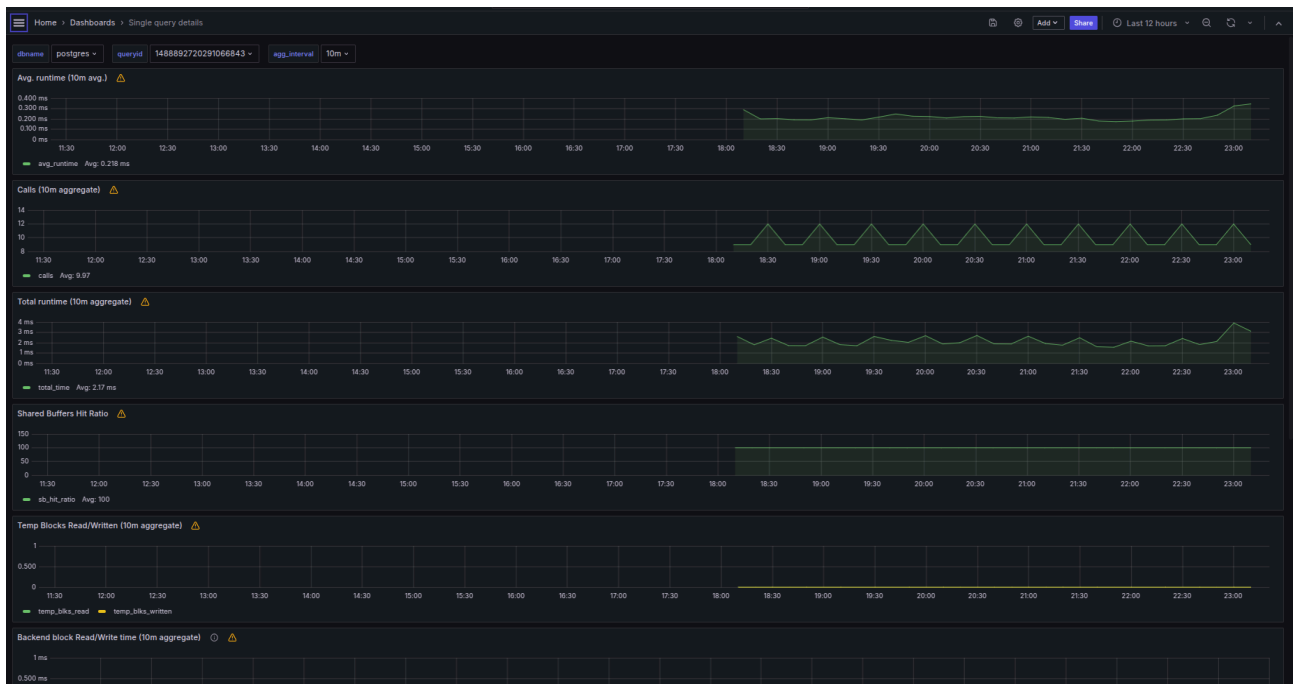 Home › Dashboards › Single query details Add Share Last 12 hours
dbname postgres queryid 1488892720291066843 agg_interval 10m
Avg. runtime (10m avg.)
0.400 ms
0.300 ms
0.200 ms
0.100 ms
0 ms
11:30 12:00 12:30 13:00 13:30 14:00 14:30 15:00 15:30 16:00 16:30 17:00 17:30 18:00 18:30 19:00 19:30 20:00 20:30 21:00 21:30 22:00 22:30 23:00
avg_runtime Avg: 0.218 ms
Calls (10m aggregate)
14
12
10
8
11:30 12:00 12:30 13:00 13:30 14:00 14:30 15:00 15:30 16:00 16:30 17:00 17:30 18:00 18:30 19:00 19:30 20:00 20:30 21:00 21:30 22:00 22:30 23:00
calls Avg: 9.97
Total runtime (10m aggregate)
4 ms
3 ms
2 ms
1 ms
0 ms
11:30 12:00 12:30 13:00 13:30 14:00 14:30 15:00 15:30 16:00 16:30 17:00 17:30 18:00 18:30 19:00 19:30 20:00 20:30 21:00 21:30 22:00 22:30 23:00
total_time Avg: 2.17 ms
Shared Buffers Hit Ratio
150
100
50
0
11:30 12:00 12:30 13:00 13:30 14:00 14:30 15:00 15:30 16:00 16:30 17:00 17:30 18:00 18:30 19:00 19:30 20:00 20:30 21:00 21:30 22:00 22:30 23:00
sb_hit_ratio Avg: 100
Temp Blocks Read/Written (10m aggregate)
1
0.500
0
11:30 12:00 12:30 13:00 13:30 14:00 14:30 15:00 15:30 16:00 16:30 17:00 17:30 18:00 18:30 19:00 19:30 20:00 20:30 21:00 21:30 22:00 22:30 23:00
temp_blks_read temp_blks_written
Backend block Read/Write time (10m aggregate)
1 ms
0.500 ms